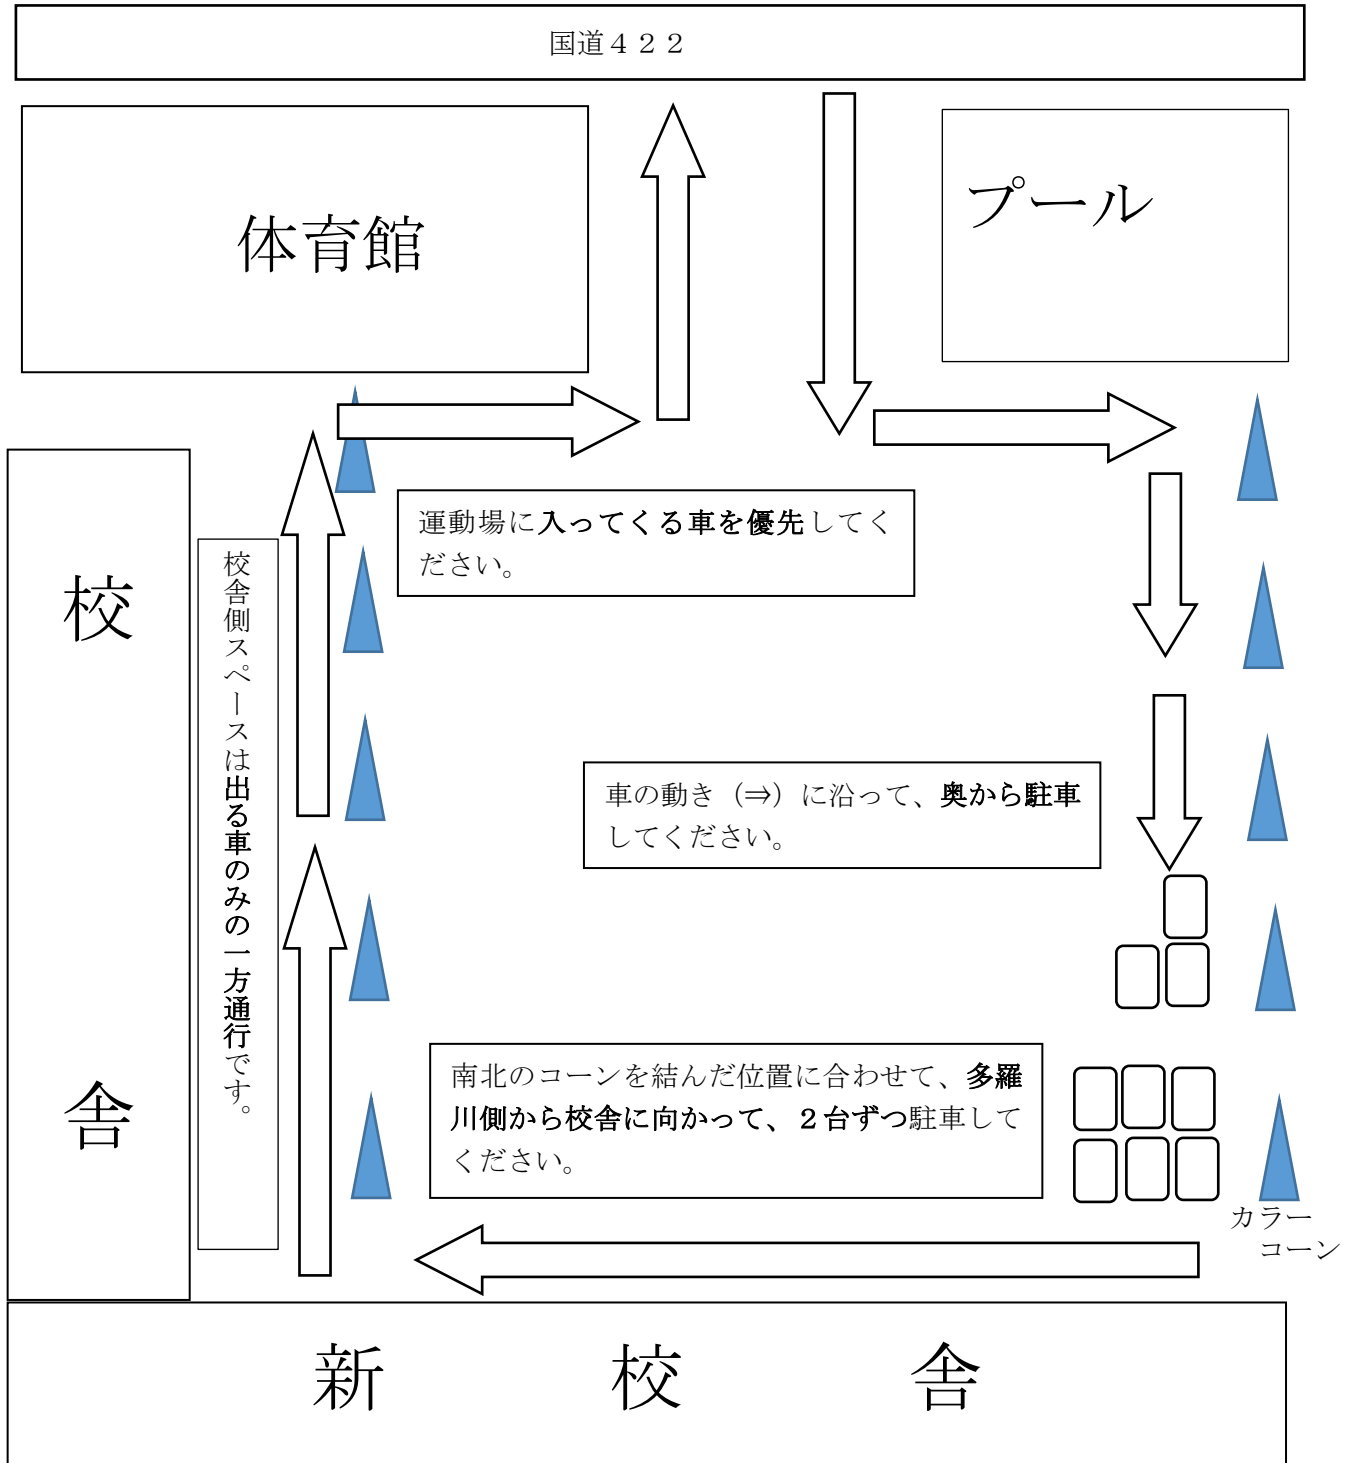 国道４２２
体育館
プール
運動場に入ってくる車を優先してく
ださい。
校舎
校舎側スペースは出る車のみの一方通行です。
車の動き（⇒）に沿って、奥から駐車
してください。
南北のコーンを結んだ位置に合わせて、多羅
川側から校舎に向かって、２台ずつ駐車して
ください。
カラー
コーン
新校舎